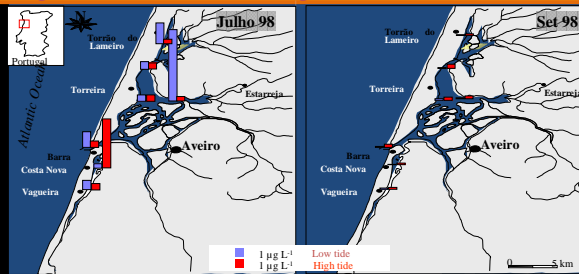 Julho 98
N
Portugal
Atlantic Ocean
Torrão do
Lameiro
Torreira
Estarreja
Aveiro
Barra
Costa Nova
Vagueira
Set 98
Torrão do
Lameiro
Torreira
Estarreja
Aveiro
Barra
Costa Nova
Vagueira
1 µg L-1 Low tide
1 µg L-1 High tide
0 5 km